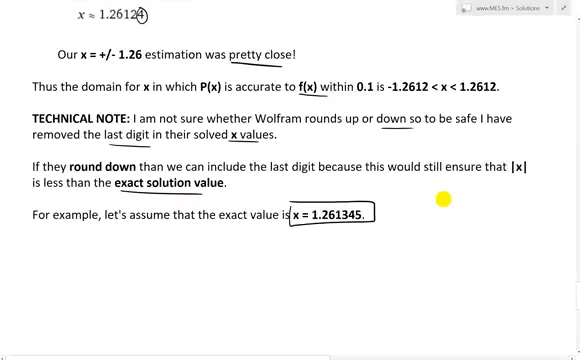 www.MES.fm > Solutions
x ≈ 1.26124
Our x = +/- 1.26 estimation was pretty close!
Thus the domain for x in which P(x) is accurate to f(x) within 0.1 is -1.2612 < x < 1.2612.
TECHNICAL NOTE: I am not sure whether Wolfram rounds up or down so to be safe I have
removed the last digit in their solved x values.
If they round down than we can include the last digit because this would still ensure that |x|
is less than the exact solution value.
For example, let's assume that the exact value is x = 1.261345.